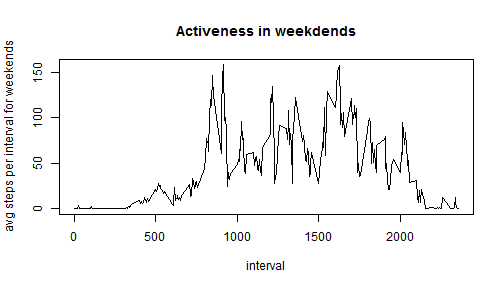 Activeness in weekdends
avg steps per interval for weekends
150
100
50
0
0 500 1000 1500 2000
interval